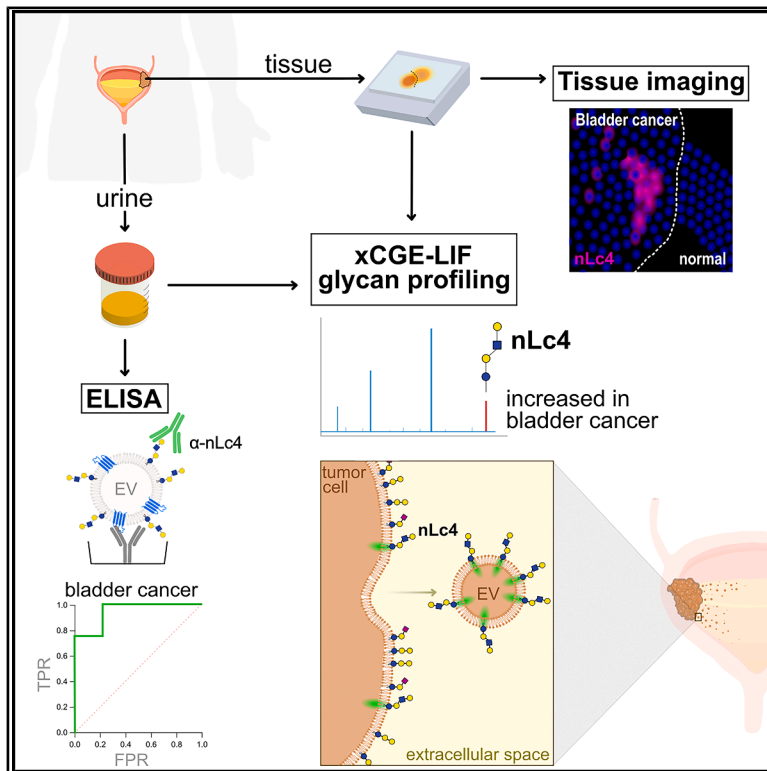 tissue
Tissue imaging
Bladder cancer
nLc4
normal
urine
xCGE-LIF
glycan profiling
nLc4
increased in
bladder cancer
ELISA
α-nLc4
EV
bladder cancer
1.0
0.8
0.6
0.4
0.2
0.0
0.0
0.2
0.4
0.6
0.8
1.0
TPR
FPR
tumor
cell
nLc4
EV
extracellular space